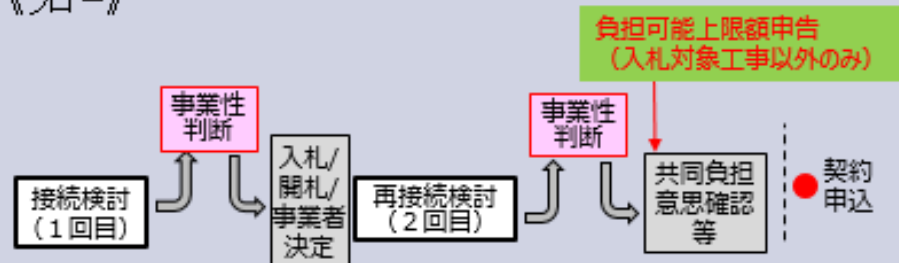 《フロー》
負担可能上限額申告
（入札対象工事以外のみ）
事業性
判断
事業性
判断
接続検討
（１回目）
入札/
開札/
事業者
決定
再接続検討
（２回目）
共同負担
意思確認
等
契約
申込